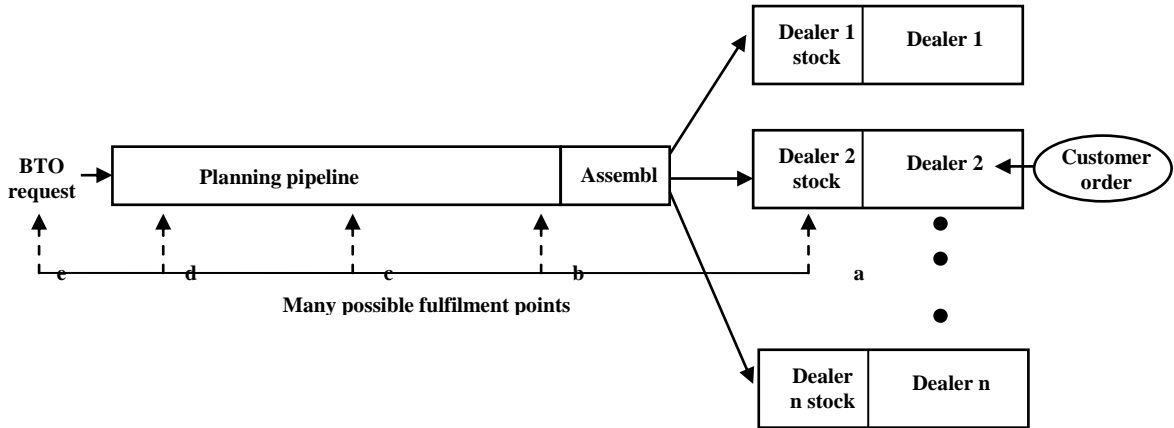 Dealer 1
stock
Dealer 1
BTO
request
Planning pipeline
Assembl
Dealer 2
stock
Dealer 2
Customer
order
e
d
c
b
a
Many possible fulfilment points
Dealer
n stock
Dealer n